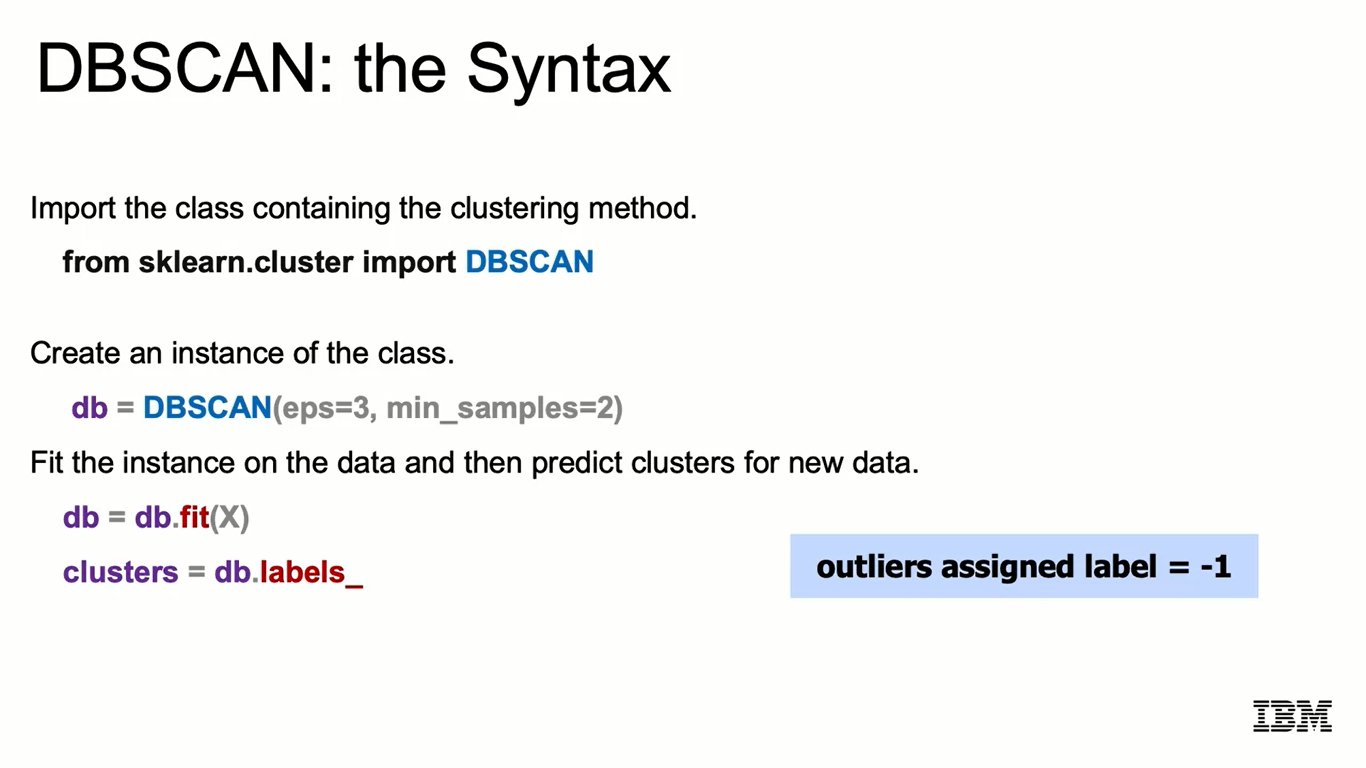 DBSCAN: the Syntax
Import the class containing the clustering method.
from sklearn.cluster import DBSCAN
Create an instance of the class.
db = DBSCAN(eps=3, min_samples=2)
Fit the instance on the data and then predict clusters for new data.
db = db.fit(X)
clusters = db.labels_
outliers assigned label = -1
IBM